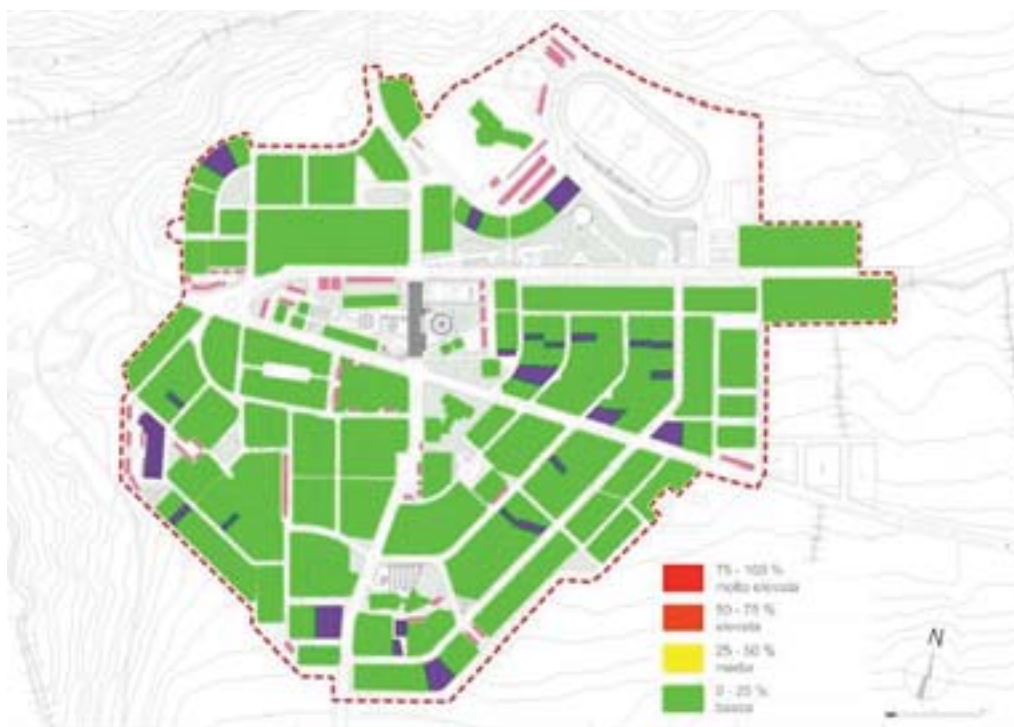 75 - 100 %
molto elevata
50 - 75 %
elevata
25 - 50 %
media
0 - 25 %
bassa
N